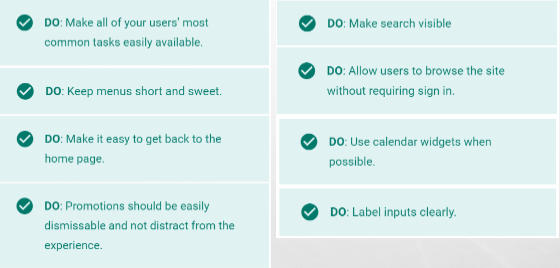 DO: Make all of your users' most
common tasks easily available.
DO: Keep menus short and sweet.
DO: Make it easy to get back to the
home page.
DO: Promotions should be easily
dismissable and not distract from the
experience.
DO: Make search visible
DO: Allow users to browse the site
without requiring sign in.
DO: Use calendar widgets when
possible.
DO: Label inputs clearly.